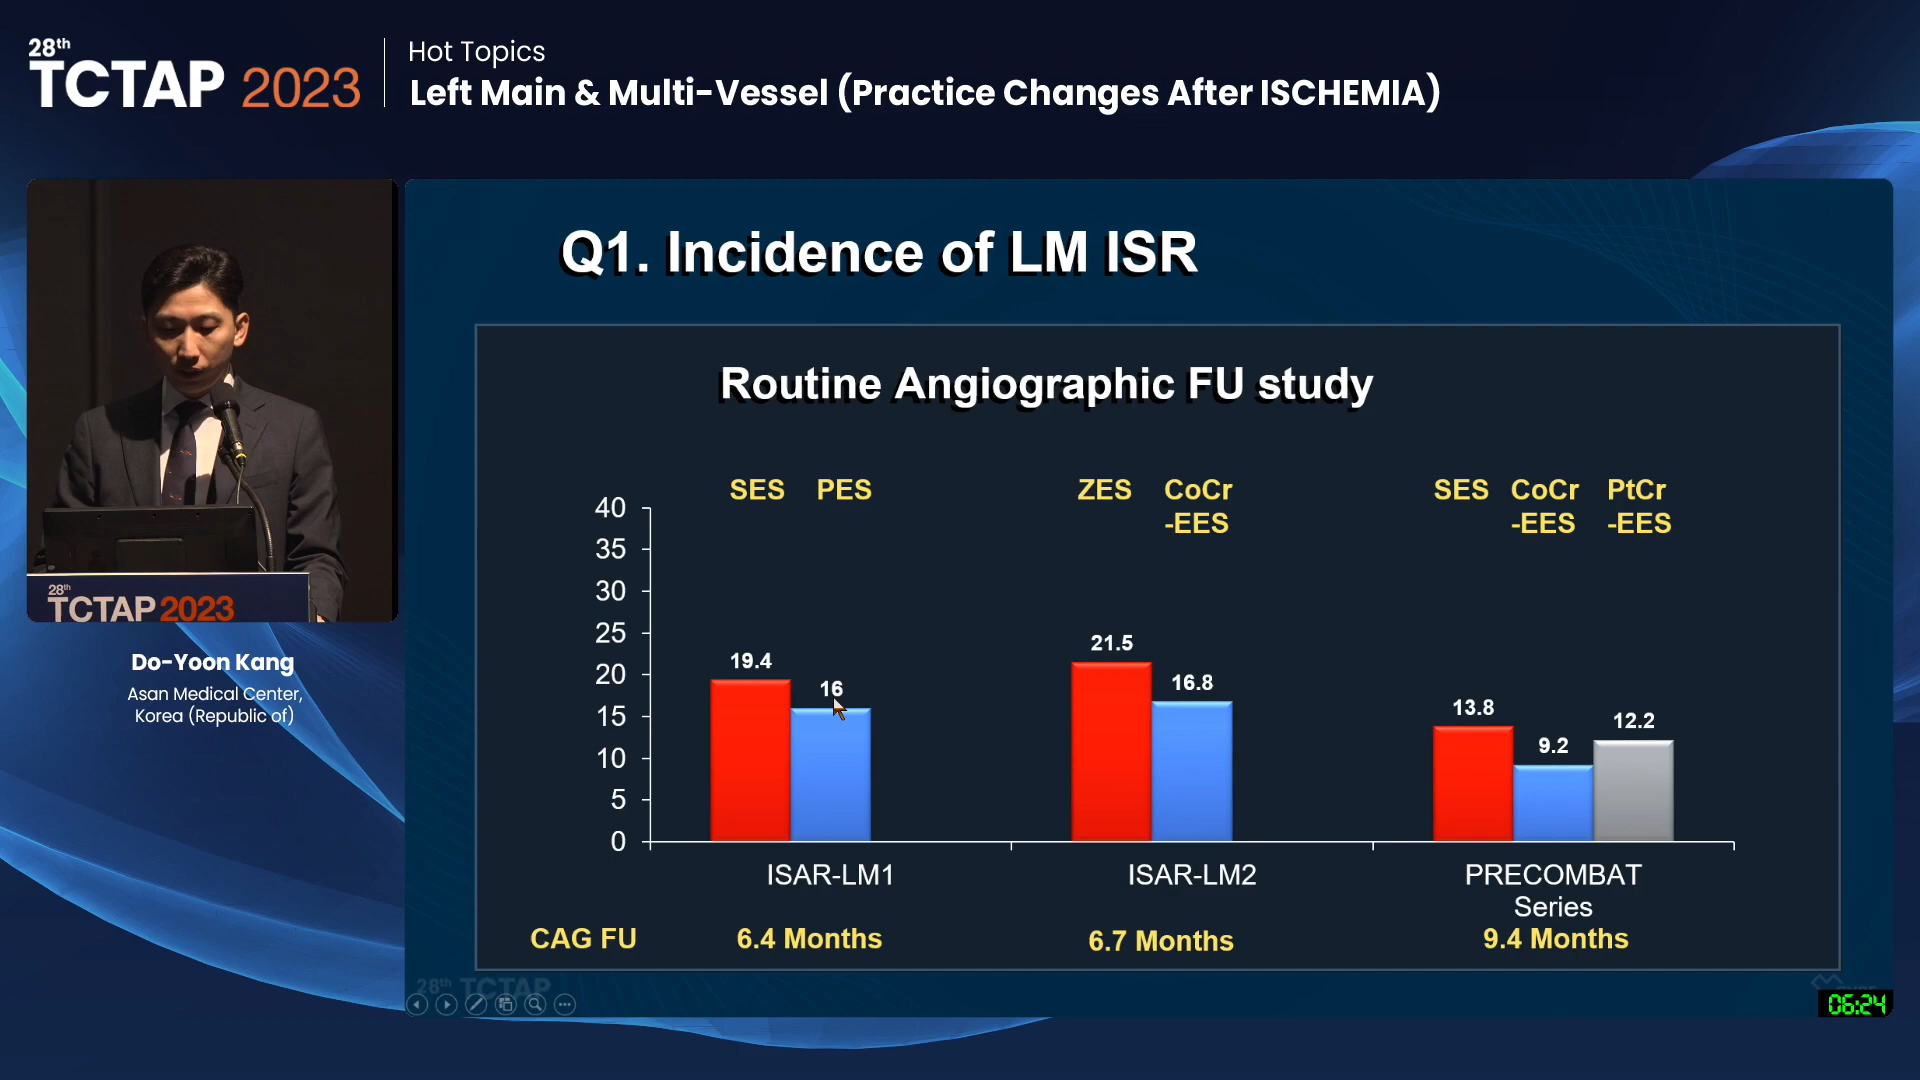 28th
TCTAP 2023
Hot Topics
Left Main & Multi-Vessel (Practice Changes After ISCHEMIA)
28th
TCTAP 2023
Do-Yoon Kang
Asan Medical Center,
Korea (Republic of)
Q1. Incidence of LM ISR
Routine Angiographic FU study
SES PES ZES CoCr -EES SES CoCr -EES PtCr -EES
40
35
30
25
20
15
10
5
0
19.4 16 21.5 16.8 13.8 9.2 12.2
ISAR-LM1 ISAR-LM2 PRECOMBAT
Series
CAG FU 6.4 Months 6.7 Months 9.4 Months
28th TCTAP
06:24